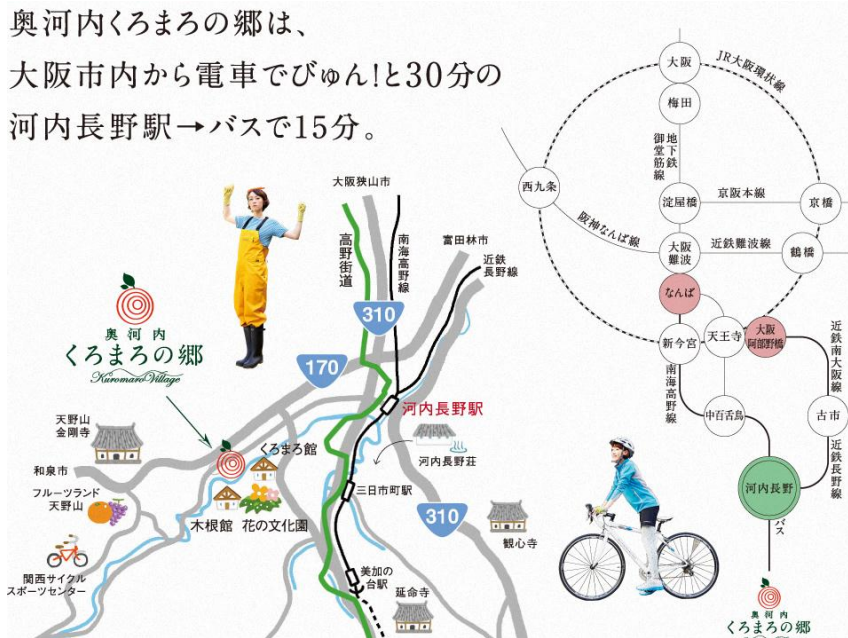 奥河内くろまろの郷は、
大阪市内から電車でびゅん!と30分の
河内長野駅→バスで15分。
大阪狭山市
高野街道
南海高野線
富田林市
近鉄
長野線
310
170
奥河内
くろまろの郷
Kuromaro Village
河内長野駅
天野山
金剛寺
くろまろ館
河内長野荘
和泉市
フルーツランド
天野山
三日市町駅
木根館
花の文化園
310
観心寺
関西サイクル
スポーツセンター
美加の
台駅
延命寺
大阪
JR大阪環状線
梅田
地下鉄
御堂筋線
西九条
淀屋橋
京阪本線
京橋
阪神なんば線
大阪
難波
近鉄難波線
鶴橋
なんば
新今宮
天王寺
大阪
阿部野橋
近鉄南大阪線
南海高野線
中百舌鳥
古市
近鉄長野線
河内長野
バス
奥河内
くろまろの郷